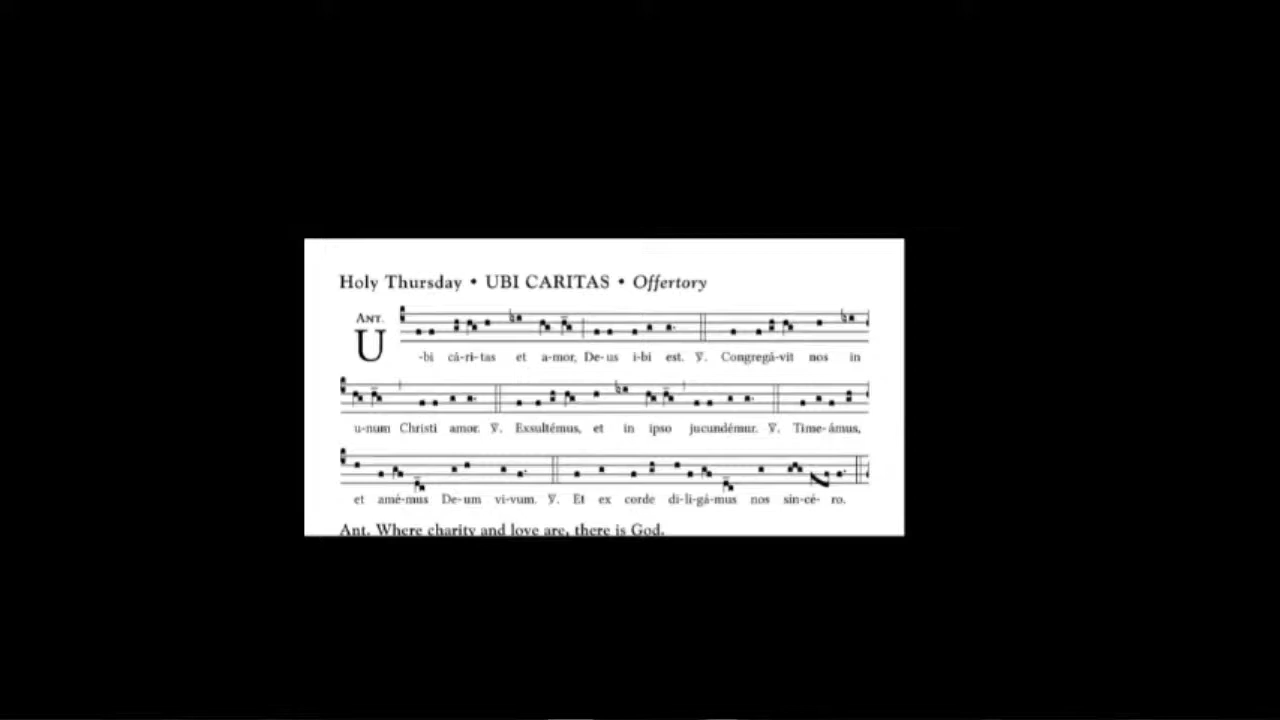 Holy Thursday • UBI CARITAS • Offertory
ANT.
U-bi cá-ri-tas et a-mor, De-us i-bi est. ℣. Congregá-vit nos in
u-num Christi amor. ℣. Exsultémus, et in ipso jucundémur. ℣. Time-ámus,
et amé-mus De-um vi-vum. ℣. Et ex corde di-li-gá-mus nos sin-cé- ro.
Ant. Where charity and love are, there is God.